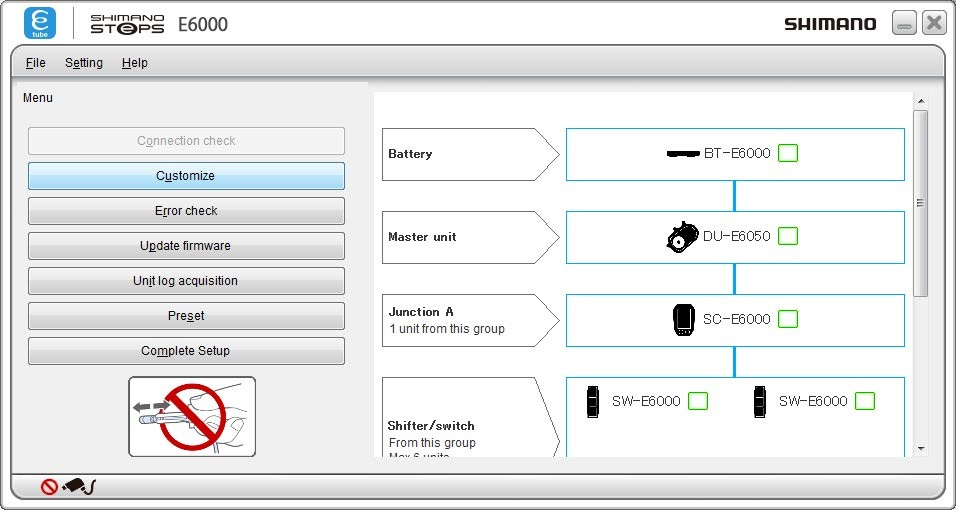 E
tube
SHIMANO
STEPS
E6000
SHIMANO
File Setting Help
Menu
Connection check
Customize
Error check
Update firmware
Unit log acquisition
Preset
Complete Setup
Battery
BT-E6000
Master unit
DU-E6050
Junction A
1 unit from this group
SC-E6000
SW-E6000 SW-E6000
Shifter/switch
From this group
Max 6 units